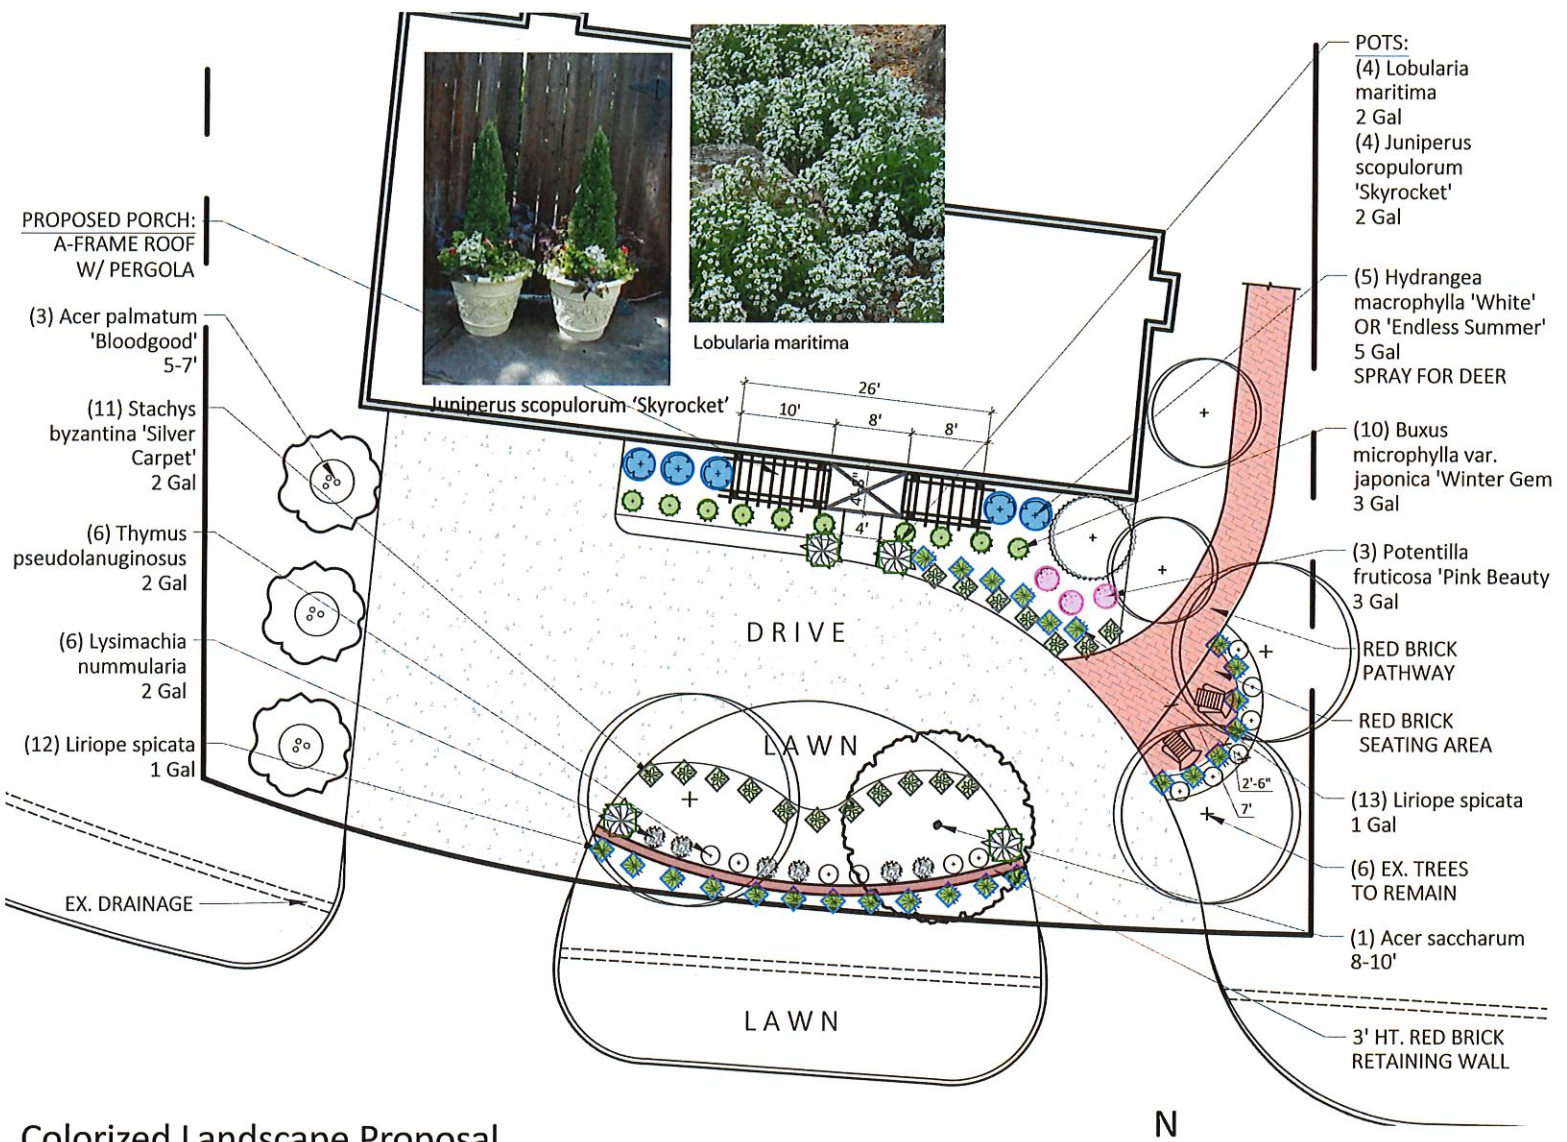 PROPOSED PORCH:
A-FRAME ROOF
W/ PERGOLA
(3) Acer palmatum
'Bloodgood'
5-7'
(11) Stachys
byzantina 'Silver
Carpet'
2 Gal
(6) Thymus
pseudolanuginosus
2 Gal
(6) Lysimachia
nummularia
2 Gal
(12) Liriope spicata
1 Gal
EX. DRAINAGE
Juniperus scopulorum ‘Skyrocket’
Lobularia maritima
26'
10'
8'
8'
4'
DRIVE
LAWN
LAWN
2'-6"
7'
POTS:
(4) Lobularia
maritima
2 Gal
(4) Juniperus
scopulorum
'Skyrocket'
2 Gal
(5) Hydrangea
macrophylla 'White'
OR 'Endless Summer'
5 Gal
SPRAY FOR DEER
(10) Buxus
microphylla var.
japonica 'Winter Gem
3 Gal
(3) Potentilla
fruticosa 'Pink Beauty
3 Gal
RED BRICK
PATHWAY
RED BRICK
SEATING AREA
(13) Liriope spicata
1 Gal
(6) EX. TREES
TO REMAIN
(1) Acer saccharum
8-10'
3' HT. RED BRICK
RETAINING WALL
Colorized Landscape Proposal
N